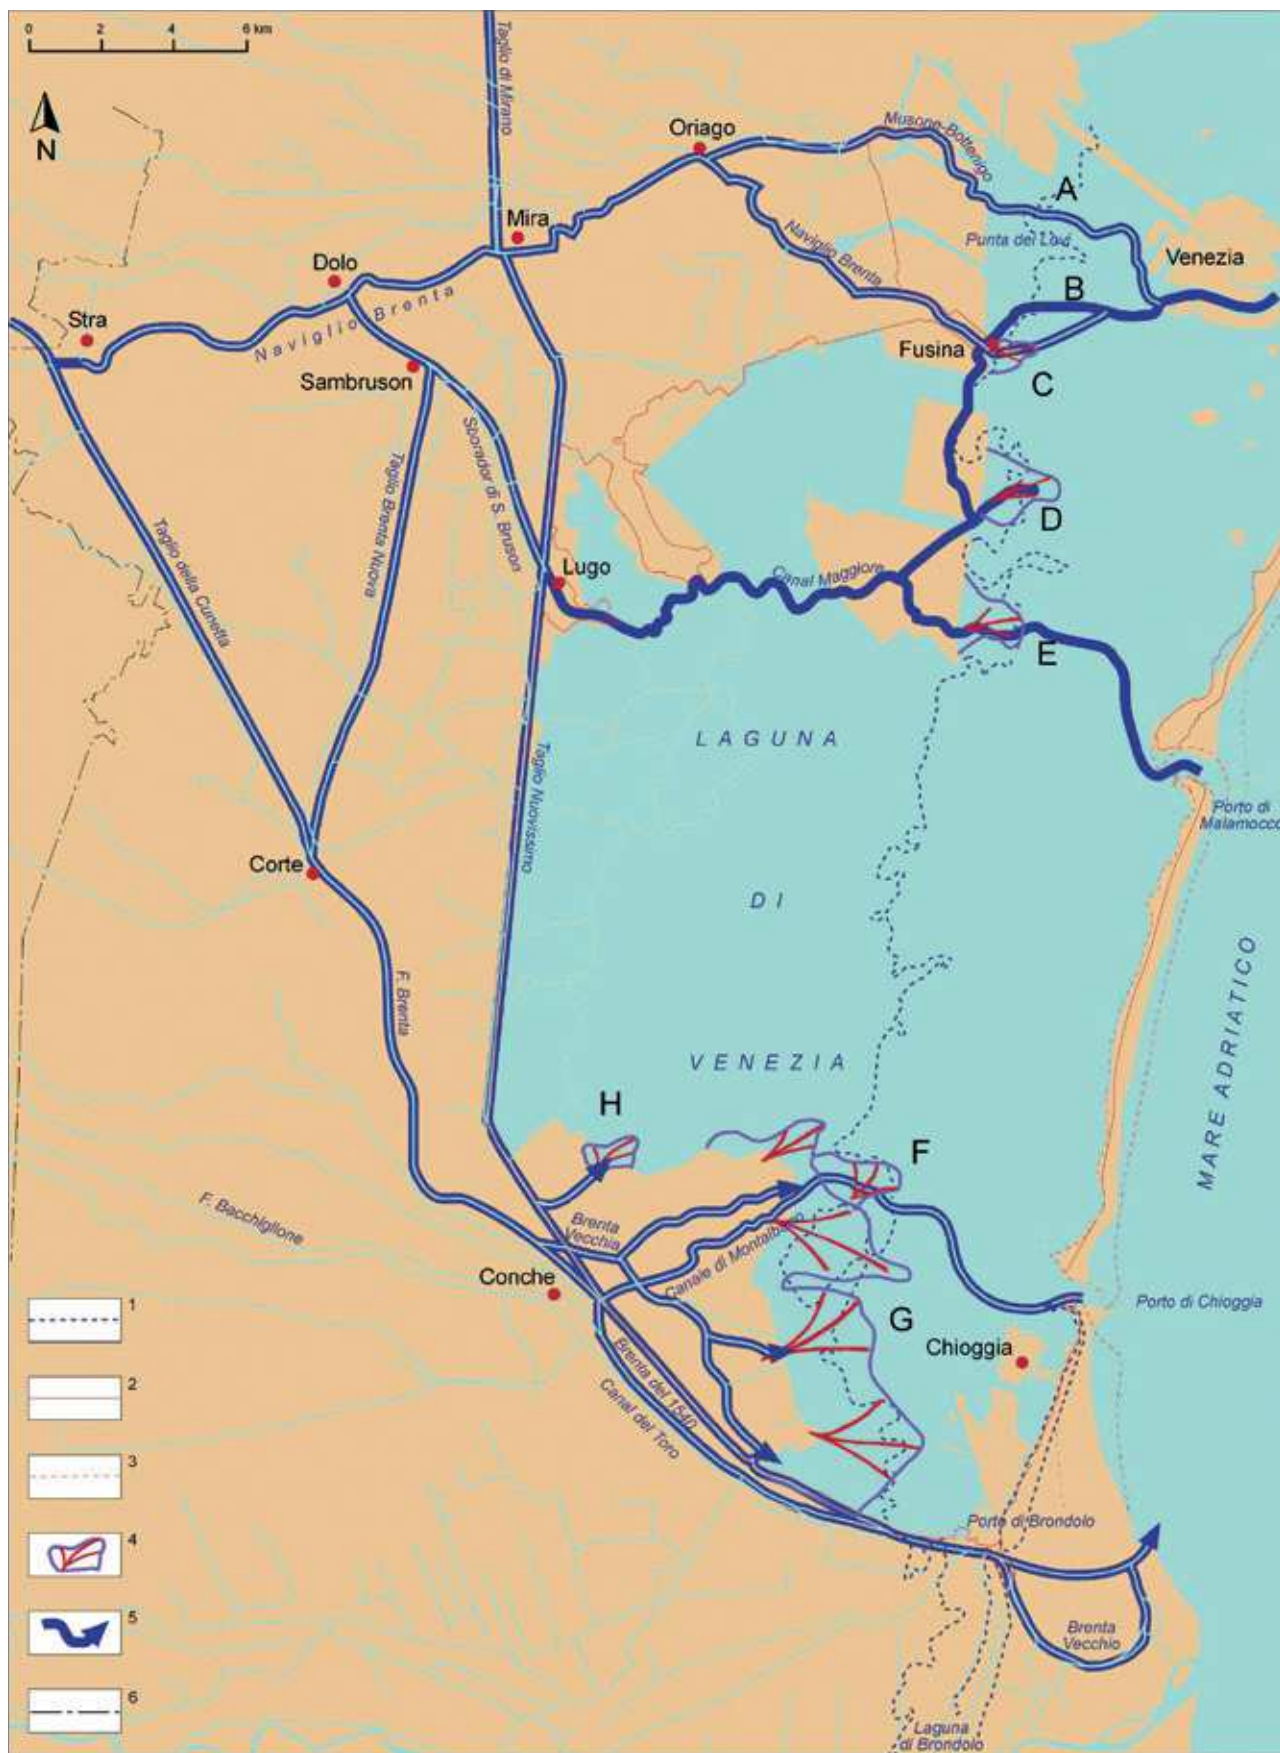 0 2 4 6 km
N
Taglio di Mirano
Oriago
Musone-Bottenigo
A
Mira
Punta dei Lovi
Venezia
Naviglio Brenta
Dolo
B
Stra
Naviglio Brenta
Fusina
C
Sambruson
Sborador di S. Bruson
Taglio Brenta Nuova
D
Taglio della Cunetta
Lugo
Canal Maggiore
E
LAGUNA
Taglio Nuovissimo
Porto di
Malamocco
Corte
DI
MARE ADRIATICO
F. Brenta
VENEZIA
H
F
F. Bacchiglione
Brenta
Vecchia
Canale di Montalbano
Conche
Porto di Chioggia
1
G
Chioggia
Brenta del 1540
2
Canal del Toro
3
Porto di Brondolo
4
5
Brenta
Vecchio
6
Laguna
di Brondolo